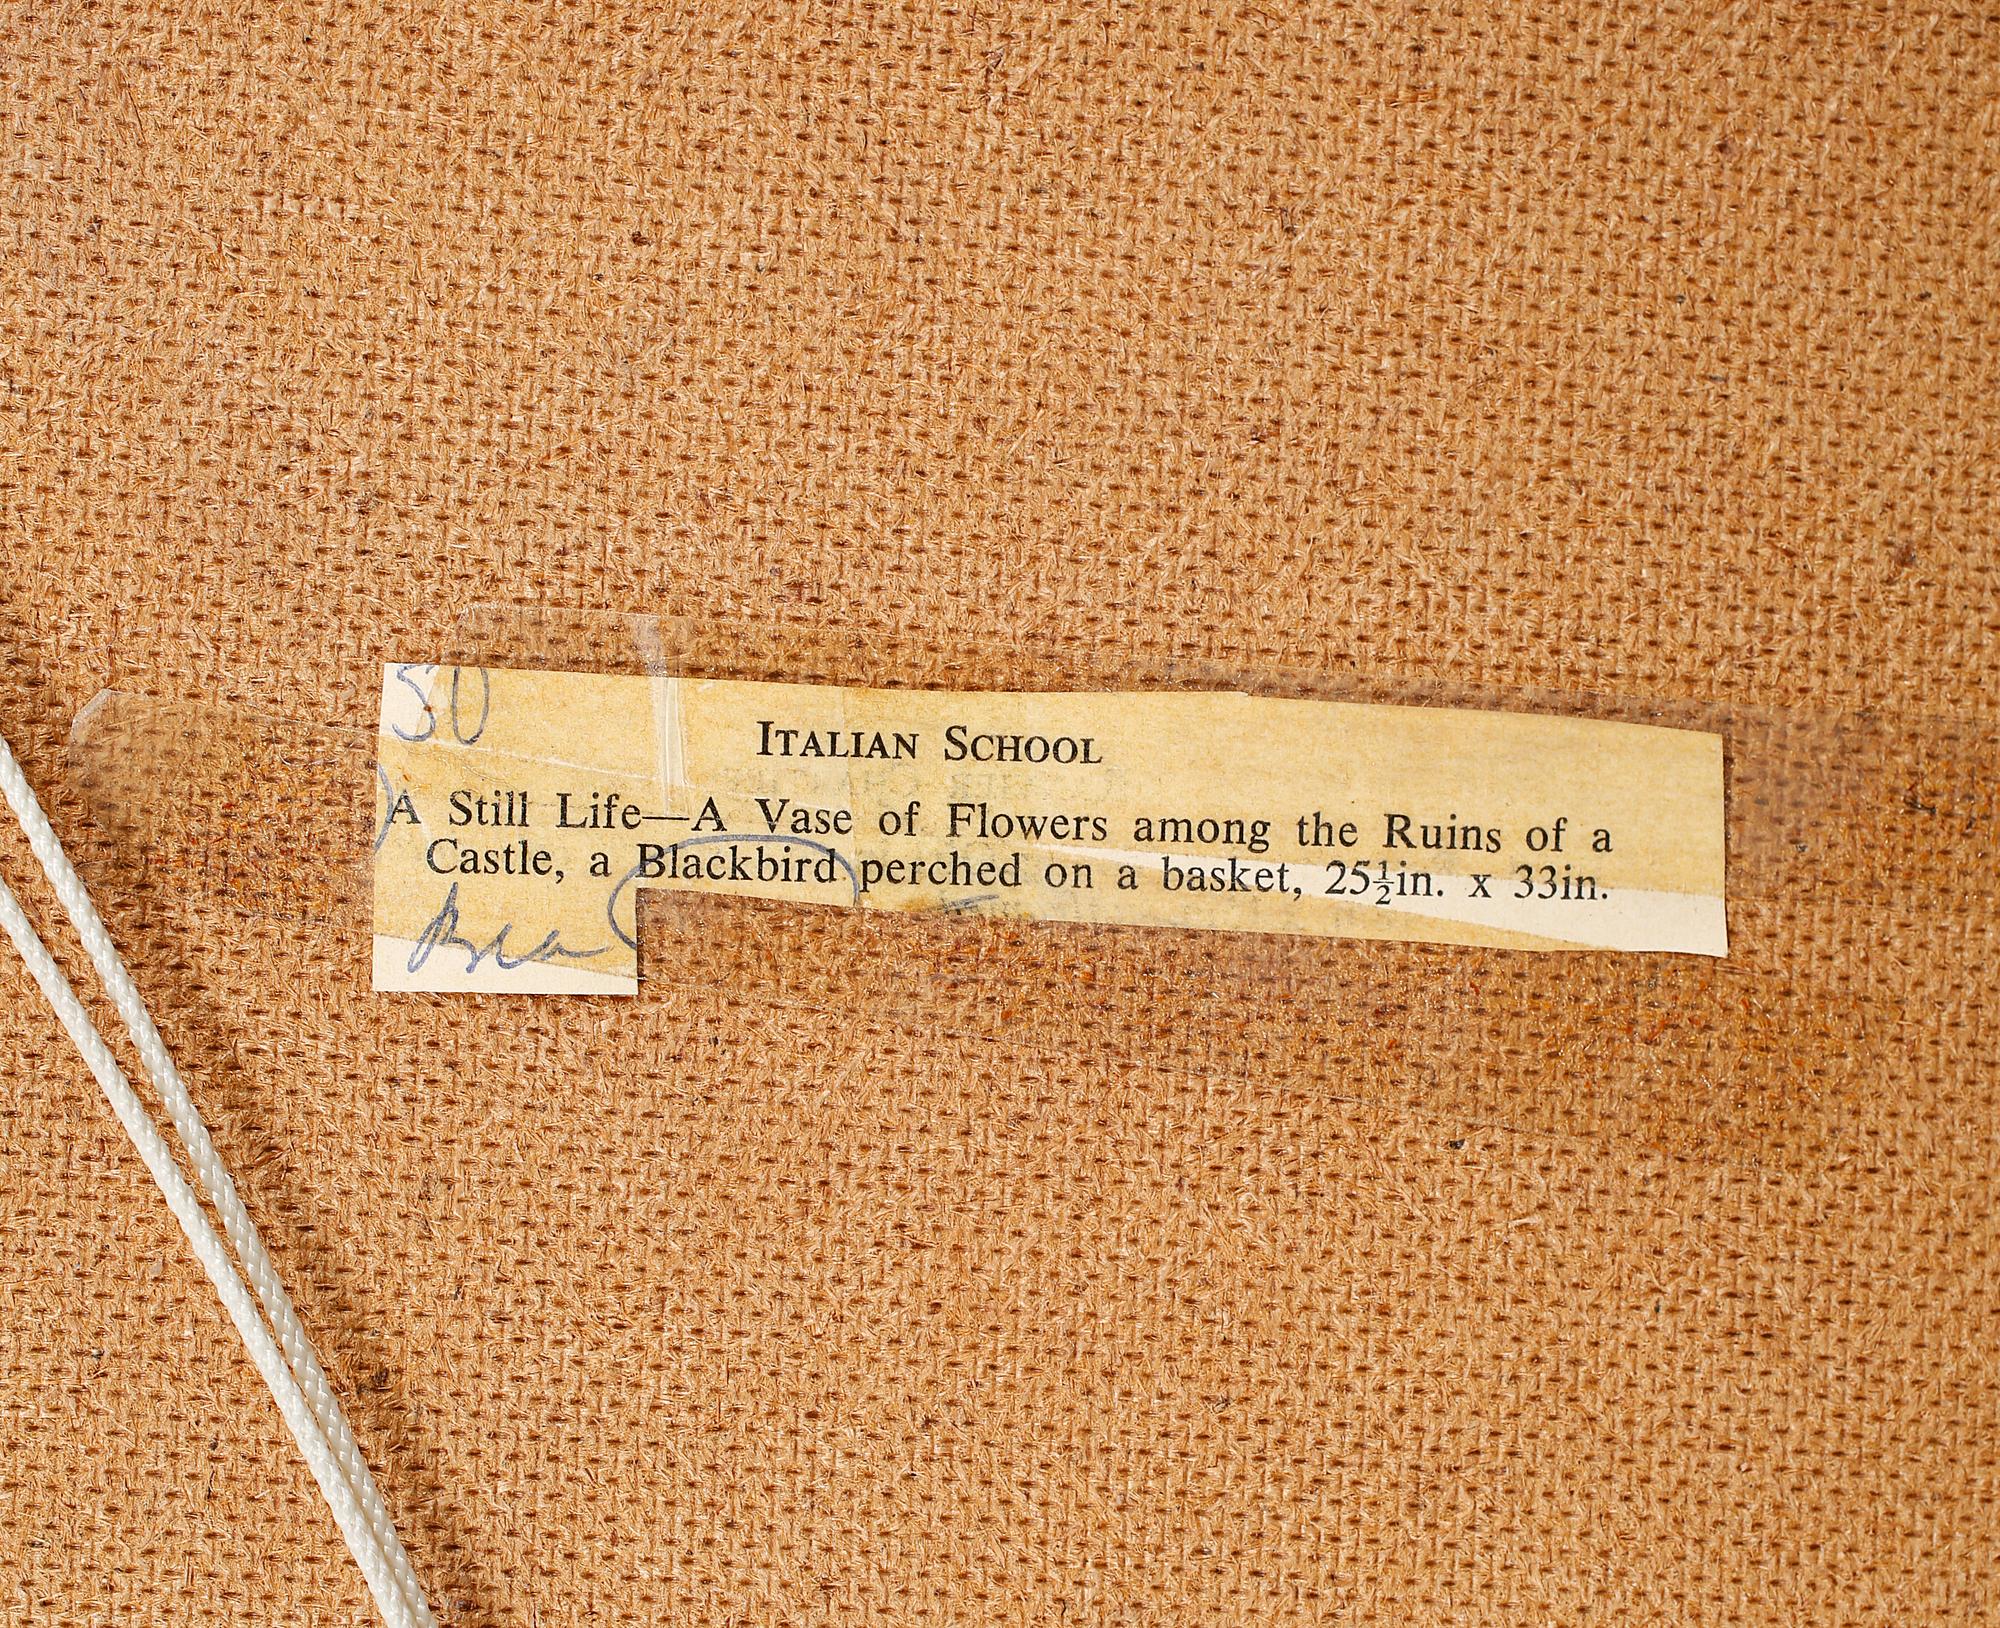 50
ITALIAN SCHOOL
A Still Life—A Vase of Flowers among the Ruins of a
Castle, a Blackbird perched on a basket, 25½in. x 33in.